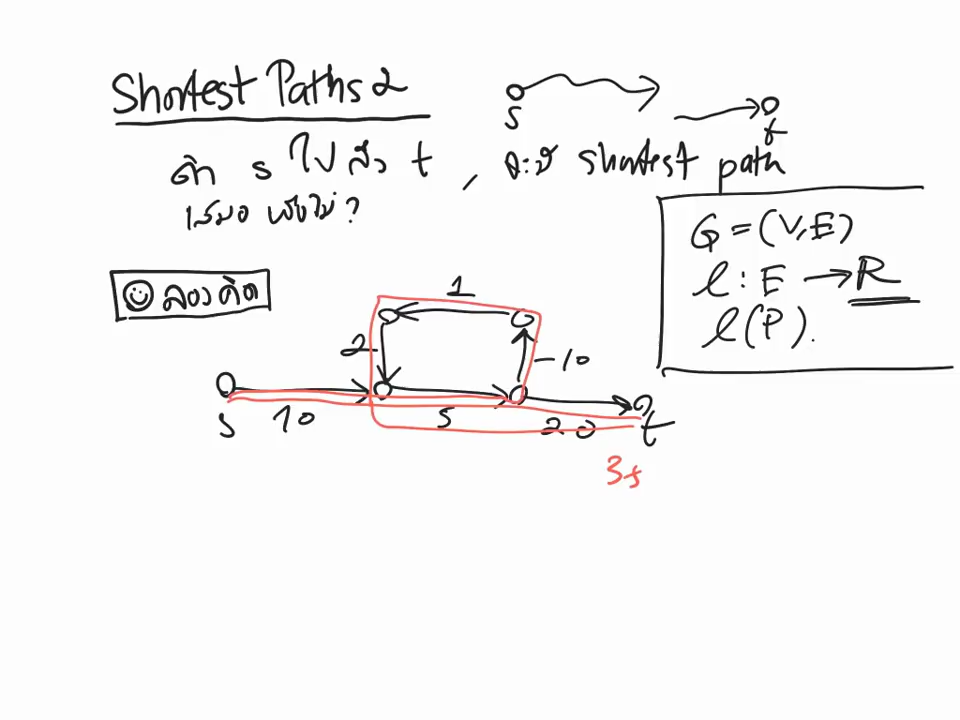 Shortest Paths 2
s
t
ถ้า s ไปถึง t , จะมี shortest path
เสมอ หรือไม่?
G = (V, E)
l : E → R
l(P).
ลองคิด
1
2
-10
s
10
5
20
t
35